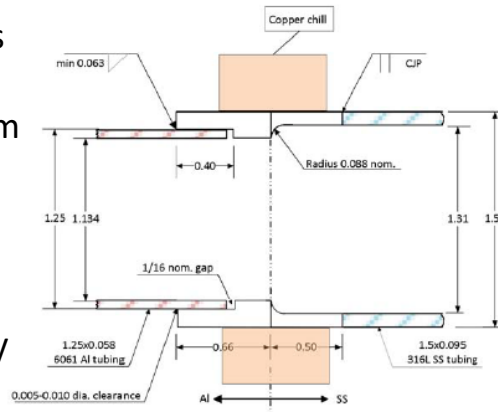 s
Copper chill
min 0.063
CJP
m
0.40
Radius 0.088 nom.
1.25
1.134
1.31
1.5
1/16 nom. gap
1.25x0.058
6061 Al tubing
0.66
0.50
1.5x0.095
316L SS tubing
0.005-0.010 dia. clearance
Al
SS